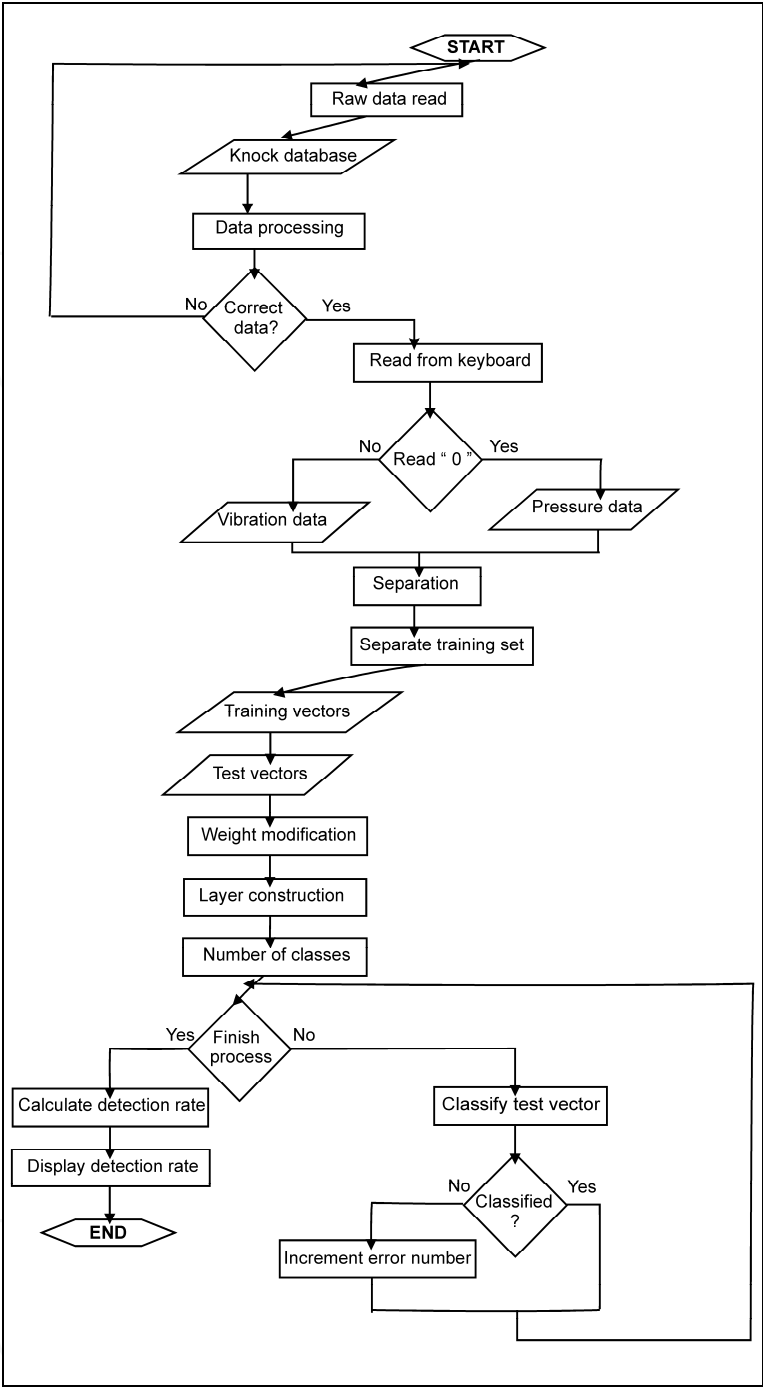 START
Raw data read
Knock database
Data processing
No
Correct
data?
Yes
Read from keyboard
No
Read “ 0 ”
Yes
Vibration data
Pressure data
Separation
Separate training set
Training vectors
Test vectors
Weight modification
Layer construction
Number of classes
Yes
Finish
process
No
Calculate detection rate
Classify test vector
Display detection rate
No
Classified
?
Yes
END
Increment error number